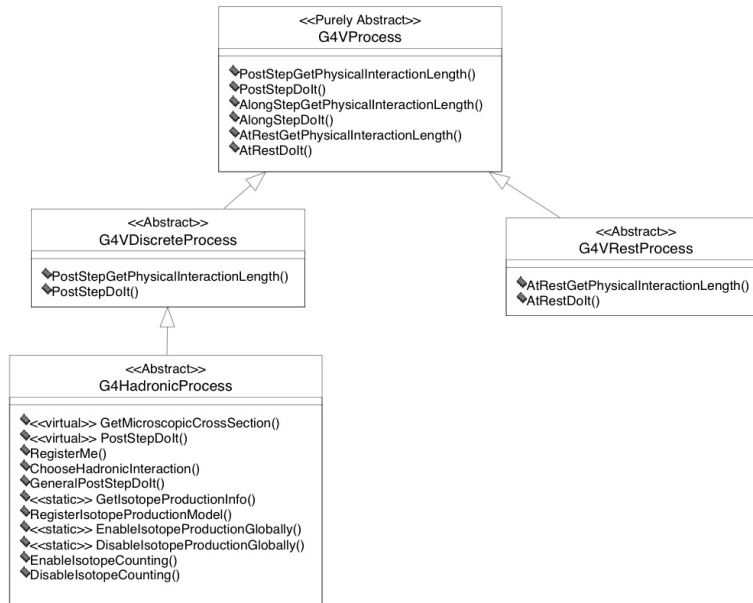 <<Purely Abstract>>
G4VProcess
PostStepGetPhysicalInteractionLength()
PostStepDoIt()
AlongStepGetPhysicalInteractionLength()
AlongStepDoIt()
AtRestGetPhysicalInteractionLength()
AtRestDoIt()
<<Abstract>>
G4VDiscreteProcess
PostStepGetPhysicalInteractionLength()
PostStepDoIt()
<<Abstract>>
G4VRestProcess
AtRestGetPhysicalInteractionLength()
AtRestDoIt()
<<Abstract>>
G4HadronicProcess
<<virtual>> GetMicroscopicCrossSection()
<<virtual>> PostStepDoIt()
RegisterMe()
ChooseHadronicInteraction()
GeneralPostStepDoIt()
<<static>> GetIsotopeProductionInfo()
RegisterIsotopeProductionModel()
<<static>> EnableIsotopeProductionGlobally()
<<static>> DisableIsotopeProductionGlobally()
EnableIsotopeCounting()
DisableIsotopeCounting()